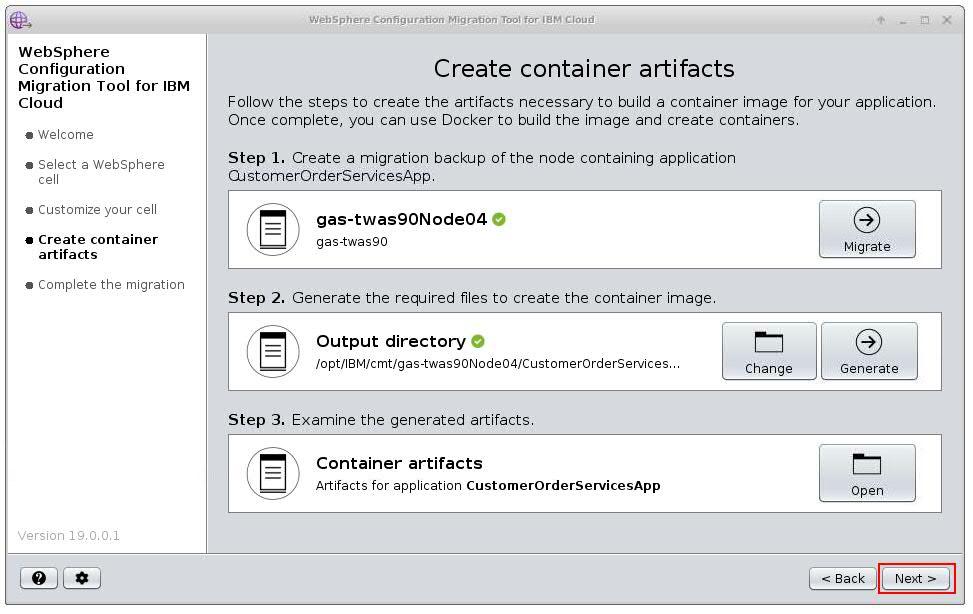 WebSphere Configuration Migration Tool for IBM Cloud
WebSphere
Configuration
Migration Tool for IBM
Cloud
Welcome
Select a WebSphere
cell
Customize your cell
Create container
artifacts
Complete the migration
Version 19.0.0.1
Create container artifacts
Follow the steps to create the artifacts necessary to build a container image for your application.
Once complete, you can use Docker to build the image and create containers.
Step 1. Create a migration backup of the node containing application
CustomerOrderServicesApp.
gas-twas90Node04
gas-twas90
Migrate
Step 2. Generate the required files to create the container image.
Output directory
/opt/IBM/cmt/gas-twas90Node04/CustomerOrderServices...
Change
Generate
Step 3. Examine the generated artifacts.
Container artifacts
Artifacts for application CustomerOrderServicesApp
Open
?
< Back
Next >